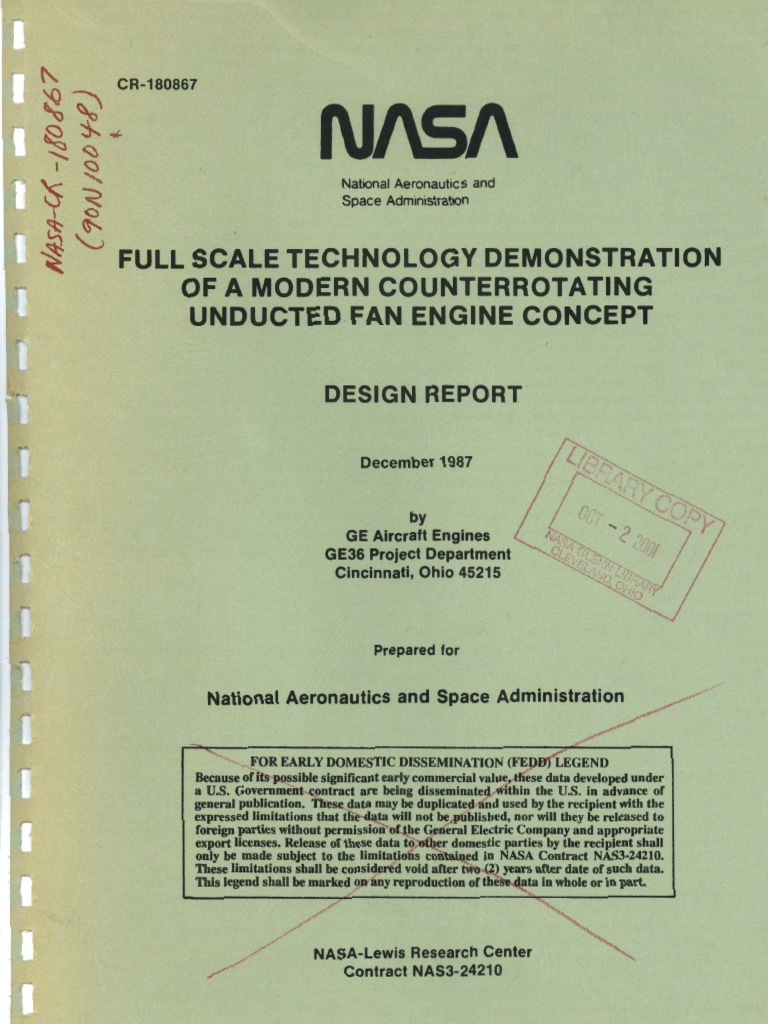 CR-180867
NASA-CR-180867
(90N10048)
*
NASA
National Aeronautics and
Space Administration
FULL SCALE TECHNOLOGY DEMONSTRATION
OF A MODERN COUNTERROTATING
UNDUCTED FAN ENGINE CONCEPT
DESIGN REPORT
December 1987
LIBRARY COPY
OCT -2 2001
NASA GLENN LIBRARY
CLEVELAND, OHIO
by
GE Aircraft Engines
GE36 Project Department
Cincinnati, Ohio 45215
Prepared for
National Aeronautics and Space Administration
FOR EARLY DOMESTIC DISSEMINATION (FEDD) LEGEND
Because of its possible significant early commercial value, these data developed under
a U.S. Government contract are being disseminated within the U.S. in advance of
general publication. These data may be duplicated and used by the recipient with the
expressed limitations that the data will not be published, nor will they be released to
foreign parties without permission of the General Electric Company and appropriate
export licenses. Release of these data to other domestic parties by the recipient shall
only be made subject to the limitations contained in NASA Contract NAS3-24210.
These limitations shall be considered void after two (2) years after date of such data.
This legend shall be marked on any reproduction of these data in whole or in part.
NASA-Lewis Research Center
Contract NAS3-24210